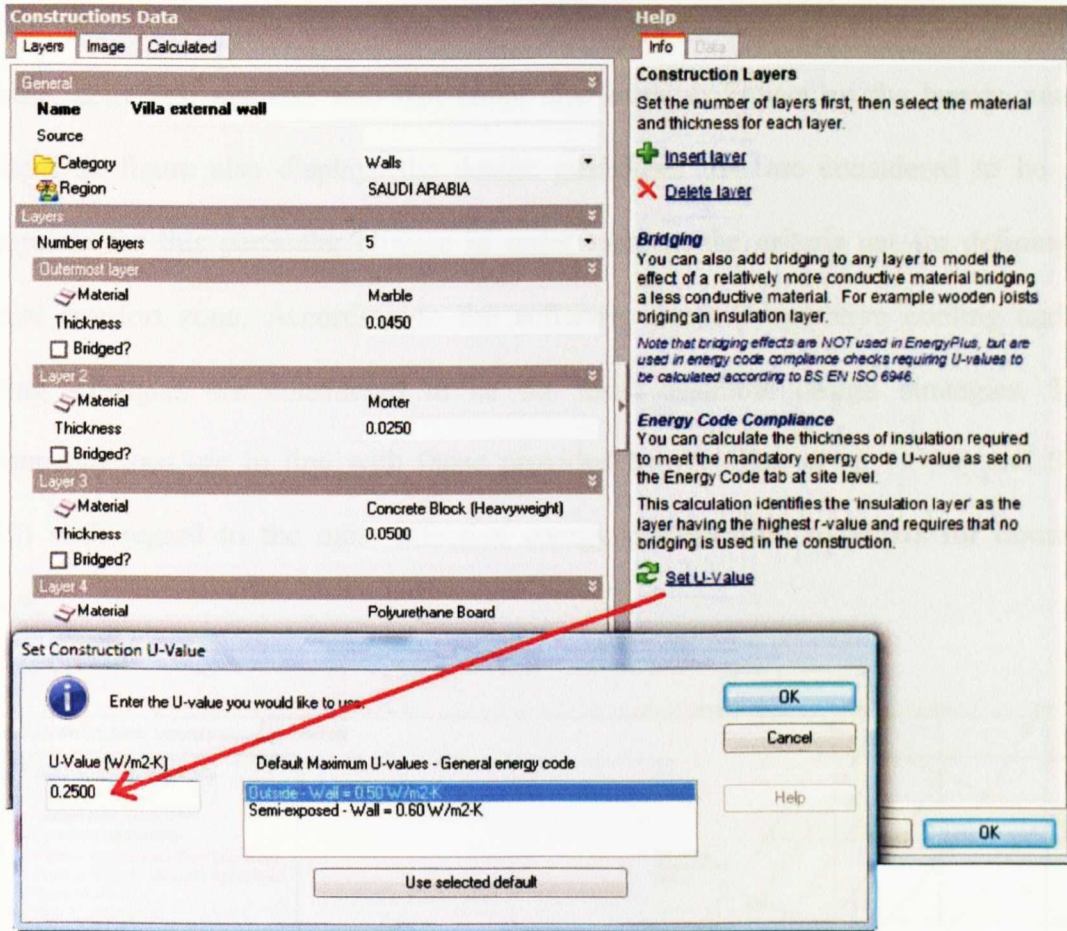 Constructions Data
Layers Image Calculated
General
Name Villa external wall
Source
Category Walls
Region SAUDI ARABIA
Layers
Number of layers 5
Outermost layer
Material Marble
Thickness 0.0450
Bridged?
Layer 2
Material Morter
Thickness 0.0250
Bridged?
Layer 3
Material Concrete Block (Heavyweight)
Thickness 0.0500
Bridged?
Layer 4
Material Polyurethane Board
Help
Info Data
Construction Layers
Set the number of layers first, then select the material
and thickness for each layer.
Insert layer
Delete layer
Bridging
You can also add bridging to any layer to model the
effect of a relatively more conductive material bridging
a less conductive material. For example wooden joists
briging an insulation layer.
Note that bridging effects are NOT used in EnergyPlus, but are
used in energy code compliance checks requiring U-values to
be calculated according to BS EN ISO 6946.
Energy Code Compliance
You can calculate the thickness of insulation required
to meet the mandatory energy code U-value as set on
the Energy Code tab at site level.
This calculation identifies the 'insulation layer' as the
layer having the highest r-value and requires that no
bridging is used in the construction.
Set U-Value
OK
Set Construction U-Value
Enter the U-value you would like to use:
OK
Cancel
U-Value (W/m2-K) Default Maximum U-values - General energy code
0.2500
Outside - Wall = 0.50 W/m2-K
Semi-exposed - Wall = 0.60 W/m2-K
Help
Use selected default